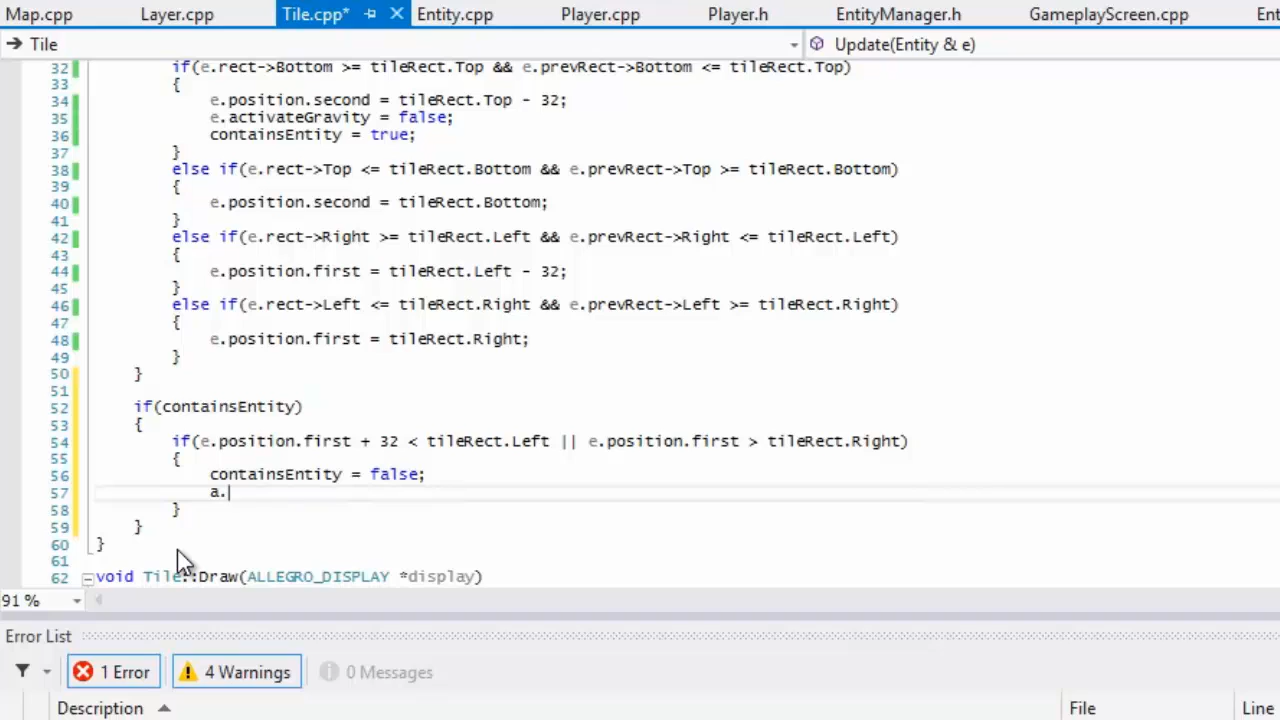 Map.cpp Layer.cpp Tile.cpp* Entity.cpp Player.cpp Player.h EntityManager.h GameplayScreen.cpp Ent
Tile Update(Entity & e)
32 if(e.rect->Bottom >= tileRect.Top && e.prevRect->Bottom <= tileRect.Top)
33 {
34 e.position.second = tileRect.Top - 32;
35 e.activateGravity = false;
36 containsEntity = true;
37 }
38 else if(e.rect->Top <= tileRect.Bottom && e.prevRect->Top >= tileRect.Bottom)
39 {
40 e.position.second = tileRect.Bottom;
41 }
42 else if(e.rect->Right >= tileRect.Left && e.prevRect->Right <= tileRect.Left)
43 {
44 e.position.first = tileRect.Left - 32;
45 }
46 else if(e.rect->Left <= tileRect.Right && e.prevRect->Left >= tileRect.Right)
47 {
48 e.position.first = tileRect.Right;
49 }
50 }
51
52 if(containsEntity)
53 {
54 if(e.position.first + 32 < tileRect.Left || e.position.first > tileRect.Right)
55 {
56 containsEntity = false;
57 a.
58 }
59 }
60 }
61
62 void Tile::Draw(ALLEGRO_DISPLAY *display)
91 %
Error List
1 Error 4 Warnings 0 Messages
Description File Line